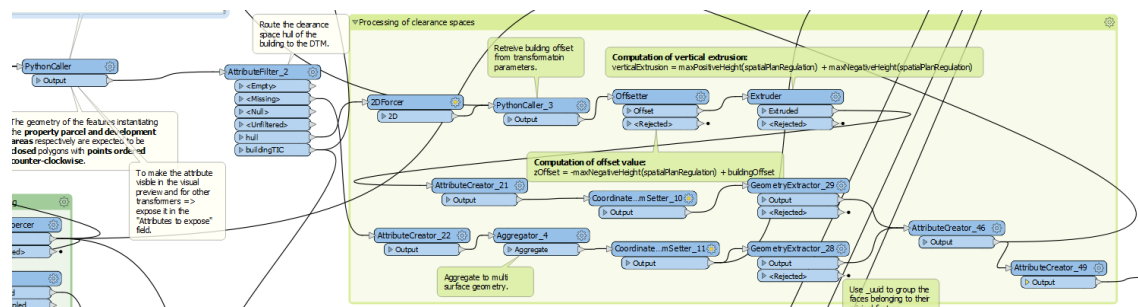 Route the clearance
space hull of the
building to the DTM.
PythonCaller
Output
AttributeFilter_2
<Empty>
<Missing>
<Null>
<Unfiltered>
hull
buildingTIC
The geometry of the features instantiating
the property parcel and development
areas respectively are expected to be
closed polygons with points ordered
counter-clockwise.
To make the attribute
visible in the visual
preview and for other
transformers =>
expose it in the
"Attributes to expose"
field.
Processing of clearance spaces
Retreive building offset
from transformatoin
parameters.
Computation of vertical extrusion:
verticalExtrusion = maxPositiveHeight(spatialPlanRegulation) + maxNegativeHeight(spatialPlanRegulation)
2DForcer
2D
PythonCaller_3
Output
Offsetter
Offset
<Rejected>
Extruder
Extruded
<Rejected>
Computation of offset value:
zOffset = -maxNegativeHeight(spatialPlanRegulation) + buildngOffset
AttributeCreator_21
Output
Coordinate...m Setter_10
Output
GeometryExtractor_29
Output
<Rejected>
AttributeCreator_22
Output
Aggregator_4
Aggregate
Coordinate...m Setter_11
Output
GeometryExtractor_28
Output
<Rejected>
AttributeCreator_46
Output
AttributeCreator_49
Output
Aggregate to multi
surface geometry.
Use _uuid to group the
faces belonging to their